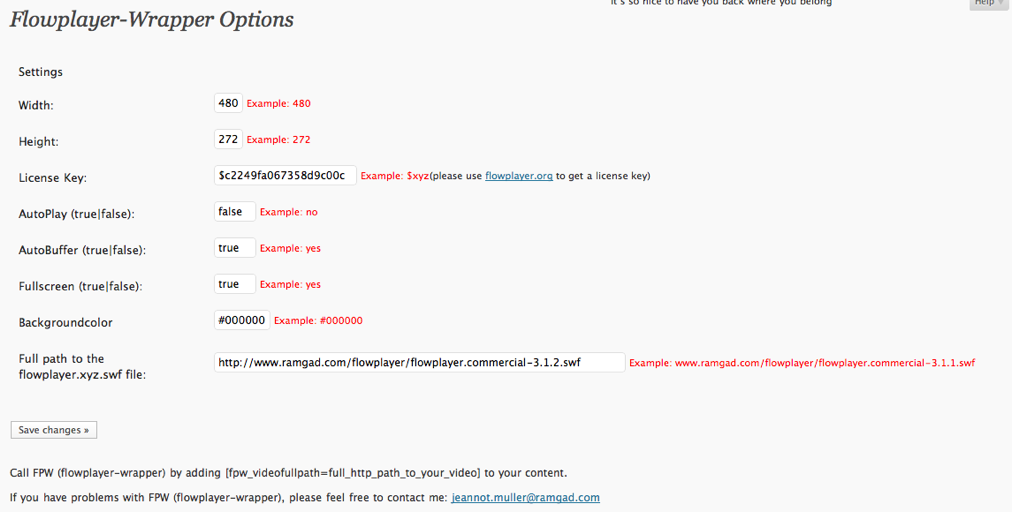 It's so nice to have you back where you belong
Help
Flowplayer-Wrapper Options
Settings
Width: 480 Example: 480
Height: 272 Example: 272
License Key: $c2249fa067358d9c00c Example: $xyz(please use flowplayer.org to get a license key)
AutoPlay (true|false): false Example: no
AutoBuffer (true|false): true Example: yes
Fullscreen (true|false): true Example: yes
Backgroundcolor #000000 Example: #000000
Full path to the
flowplayer.xyz.swf file: http://www.ramgad.com/flowplayer/flowplayer.commercial-3.1.2.swf Example: www.ramgad.com/flowplayer/flowplayer.commercial-3.1.1.swf
Save changes »
Call FPW (flowplayer-wrapper) by adding [fpw_videofullpath=full_http_path_to_your_video] to your content.
If you have problems with FPW (flowplayer-wrapper), please feel free to contact me: jeannot.muller@ramgad.com